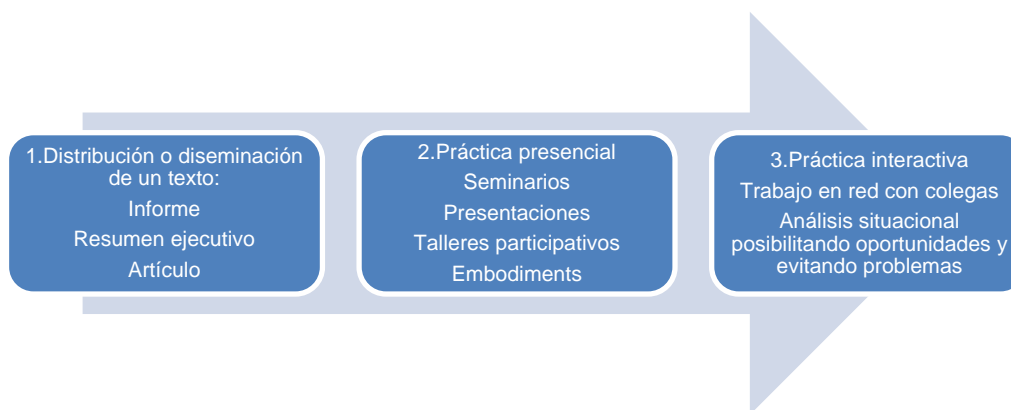 1.Distribución o diseminación
de un texto:
Informe
Resumen ejecutivo
Artículo
2.Práctica presencial
Seminarios
Presentaciones
Talleres participativos
Embodiments
3.Práctica interactiva
Trabajo en red con colegas
Análisis situacional
posibilitando oportunidades y
evitando problemas